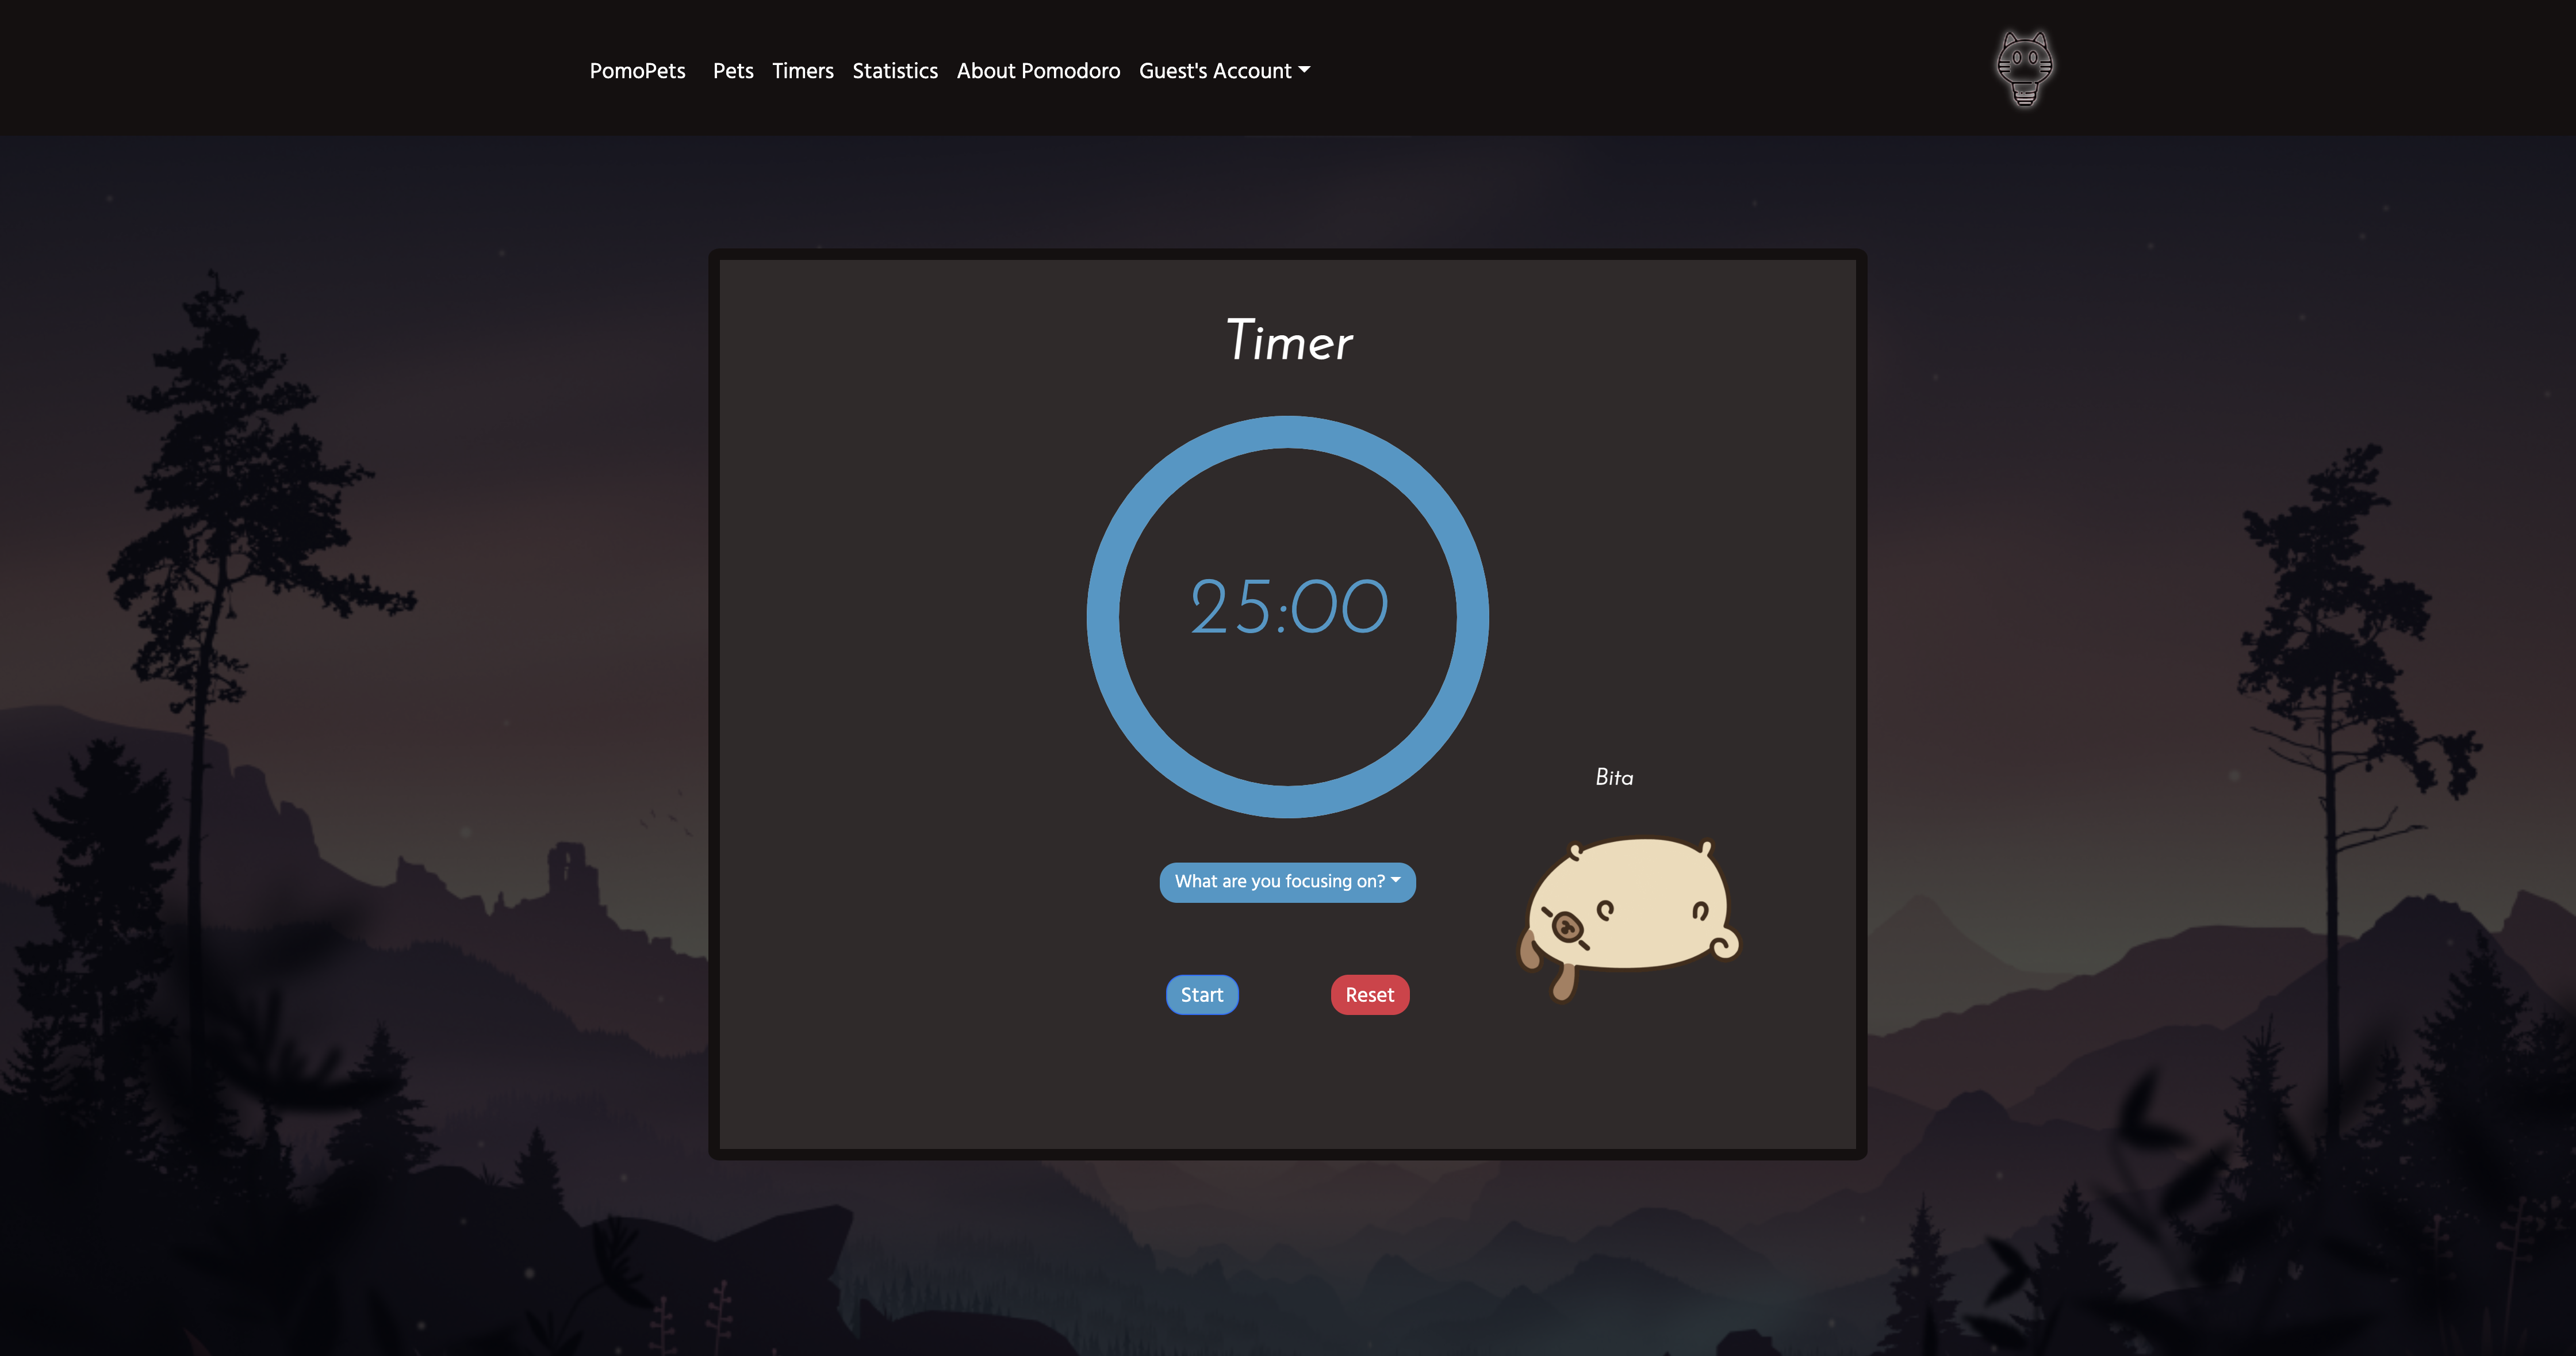 PomoPets Pets Timers Statistics About Pomodoro Guest's Account
Timer
25:00
Bita
What are you focusing on?
Start Reset